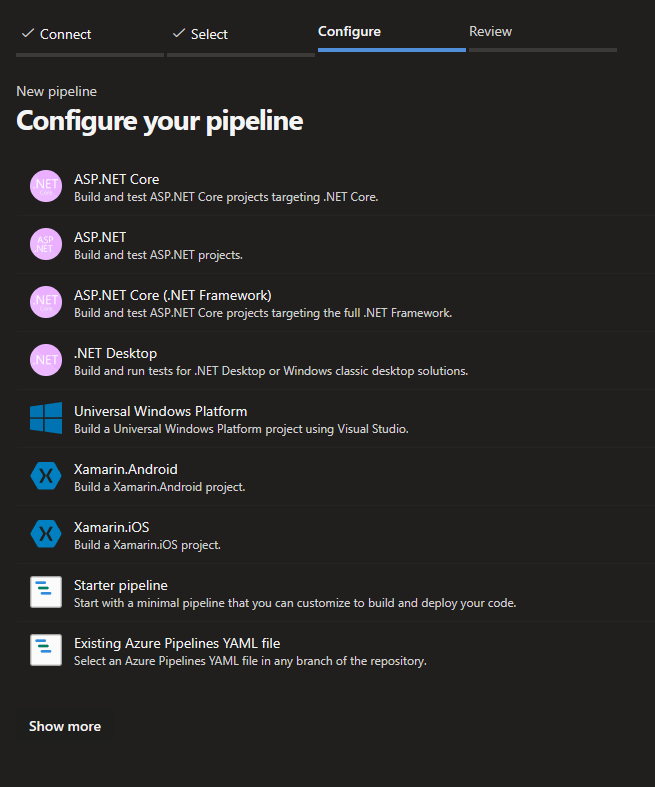 Connect
Select
Configure
Review
New pipeline
Configure your pipeline
.NET
Core
ASP.NET Core
Build and test ASP.NET Core projects targeting .NET Core.
ASP
.NET
ASP.NET
Build and test ASP.NET projects.
.NET
Core
ASP.NET Core (.NET Framework)
Build and test ASP.NET Core projects targeting the full .NET Framework.
.NET
.NET Desktop
Build and run tests for .NET Desktop or Windows classic desktop solutions.
Universal Windows Platform
Build a Universal Windows Platform project using Visual Studio.
Xamarin.Android
Build a Xamarin.Android project.
Xamarin.iOS
Build a Xamarin.iOS project.
Starter pipeline
Start with a minimal pipeline that you can customize to build and deploy your code.
Existing Azure Pipelines YAML file
Select an Azure Pipelines YAML file in any branch of the repository.
Show more